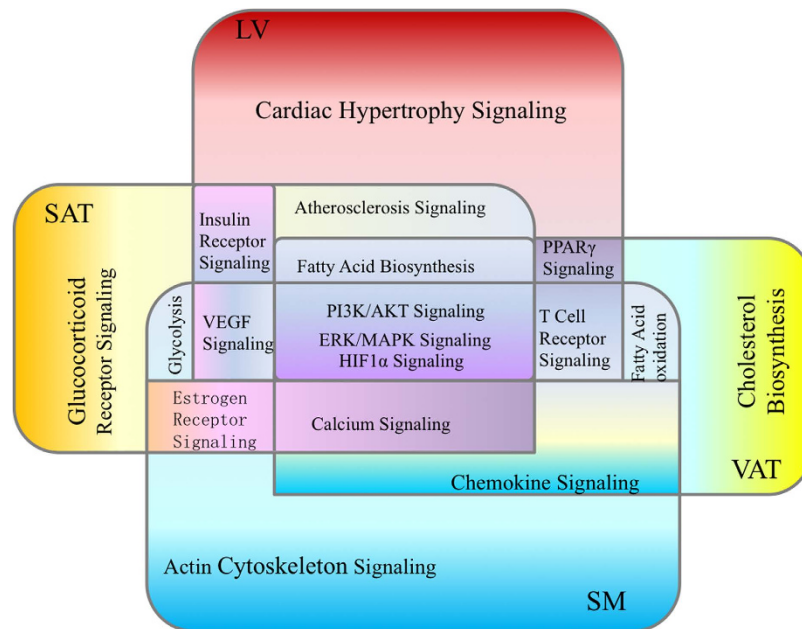 LV
Cardiac Hypertrophy Signaling
SAT
Insulin
Receptor
Signaling
Atherosclerosis Signaling
Fatty Acid Biosynthesis
PPARγ
Signaling
Glucocorticoid
Receptor Signaling
Glycolysis
VEGF
Signaling
PI3K/AKT Signaling
ERK/MAPK Signaling
HIF1α Signaling
T Cell
Receptor
Signaling
Fatty Acid
oxidation
Cholesterol
Biosynthesis
Estrogen
Receptor
Signaling
Calcium Signaling
Chemokine Signaling
VAT
Actin Cytoskeleton Signaling
SM